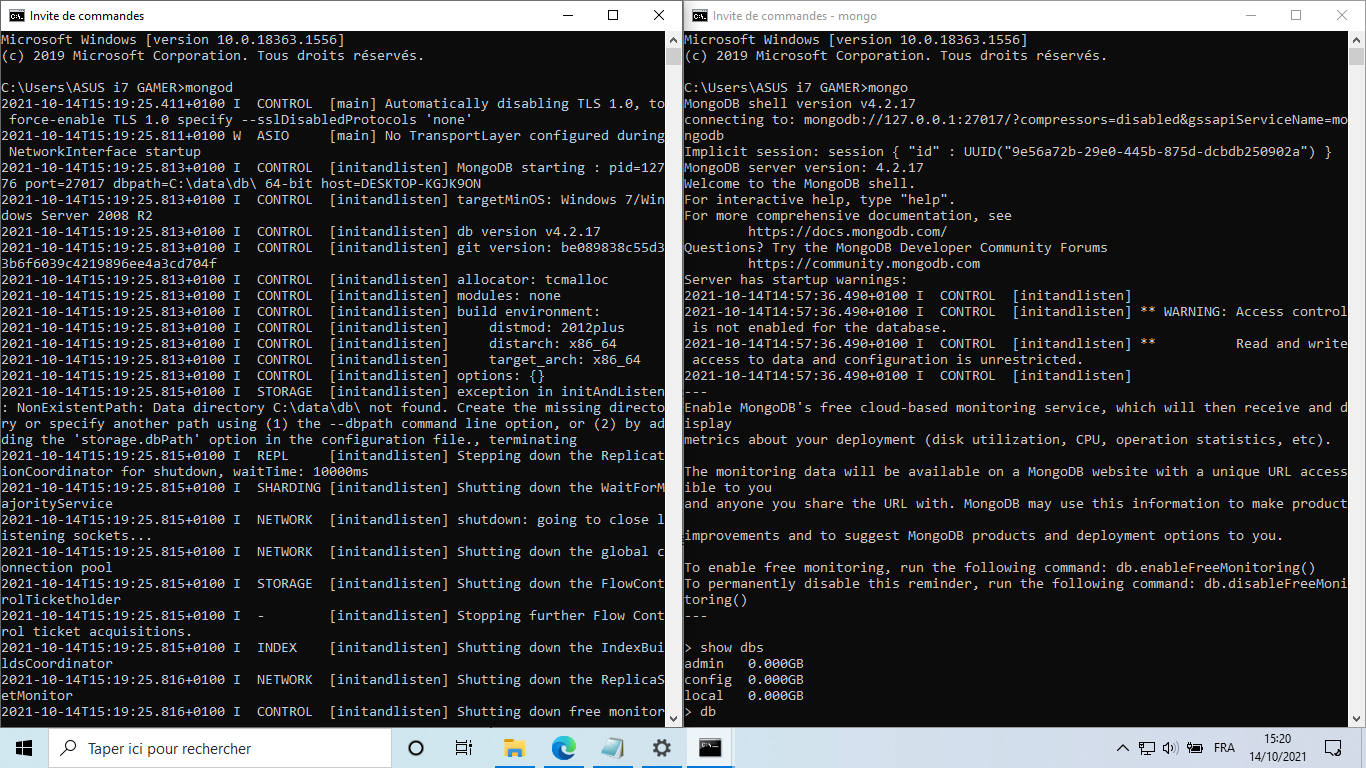 Invite de commandes
Microsoft Windows [version 10.0.18363.1556]
(c) 2019 Microsoft Corporation. Tous droits réservés.
C:\Users\ASUS i7 GAMER>mongod
2021-10-14T15:19:25.411+0100 I  CONTROL  [main] Automatically disabling TLS 1.0, to
 force-enable TLS 1.0 specify --sslDisabledProtocols 'none'
2021-10-14T15:19:25.811+0100 W  ASIO     [main] No TransportLayer configured during
 NetworkInterface startup
2021-10-14T15:19:25.813+0100 I  CONTROL  [initandlisten] MongoDB starting : pid=127
76 port=27017 dbpath=C:\data\db\ 64-bit host=DESKTOP-KGJK9ON
2021-10-14T15:19:25.813+0100 I  CONTROL  [initandlisten] targetMinOS: Windows 7/Win
dows Server 2008 R2
2021-10-14T15:19:25.813+0100 I  CONTROL  [initandlisten] db version v4.2.17
2021-10-14T15:19:25.813+0100 I  CONTROL  [initandlisten] git version: be089838c55d3
3b6f6039c4219896ee4a3cd704f
2021-10-14T15:19:25.813+0100 I  CONTROL  [initandlisten] allocator: tcmalloc
2021-10-14T15:19:25.813+0100 I  CONTROL  [initandlisten] modules: none
2021-10-14T15:19:25.813+0100 I  CONTROL  [initandlisten] build environment:
2021-10-14T15:19:25.813+0100 I  CONTROL  [initandlisten]     distmod: 2012plus
2021-10-14T15:19:25.813+0100 I  CONTROL  [initandlisten]     distarch: x86_64
2021-10-14T15:19:25.813+0100 I  CONTROL  [initandlisten]     target_arch: x86_64
2021-10-14T15:19:25.813+0100 I  CONTROL  [initandlisten] options: {}
2021-10-14T15:19:25.815+0100 I  STORAGE  [initandlisten] exception in initAndListen
: NonExistentPath: Data directory C:\data\db\ not found. Create the missing directo
ry or specify another path using (1) the --dbpath command line option, or (2) by ad
ding the 'storage.dbPath' option in the configuration file., terminating
2021-10-14T15:19:25.815+0100 I  REPL     [initandlisten] Stepping down the Replicat
ionCoordinator for shutdown, waitTime: 10000ms
2021-10-14T15:19:25.815+0100 I  SHARDING [initandlisten] Shutting down the WaitForM
ajorityService
2021-10-14T15:19:25.815+0100 I  NETWORK  [initandlisten] shutdown: going to close l
istening sockets...
2021-10-14T15:19:25.815+0100 I  NETWORK  [initandlisten] Shutting down the global c
onnection pool
2021-10-14T15:19:25.815+0100 I  STORAGE  [initandlisten] Shutting down the FlowCont
rolTicketholder
2021-10-14T15:19:25.815+0100 I  -        [initandlisten] Stopping further Flow Cont
rol ticket acquisitions.
2021-10-14T15:19:25.815+0100 I  INDEX    [initandlisten] Shutting down the IndexBui
ldsCoordinator
2021-10-14T15:19:25.816+0100 I  NETWORK  [initandlisten] Shutting down the ReplicaS
etMonitor
2021-10-14T15:19:25.816+0100 I  CONTROL  [initandlisten] Shutting down free monitor
Invite de commandes - mongo
Microsoft Windows [version 10.0.18363.1556]
(c) 2019 Microsoft Corporation. Tous droits réservés.
C:\Users\ASUS i7 GAMER>mongo
MongoDB shell version v4.2.17
connecting to: mongodb://127.0.0.1:27017/?compressors=disabled&gssapiServiceName=mo
ngodb
Implicit session: session { "id" : UUID("9e56a72b-29e0-445b-875d-dcbdb250902a") }
MongoDB server version: 4.2.17
Welcome to the MongoDB shell.
For interactive help, type "help".
For more comprehensive documentation, see
        https://docs.mongodb.com/
Questions? Try the MongoDB Developer Community Forums
        https://community.mongodb.com
Server has startup warnings:
2021-10-14T14:57:36.490+0100 I  CONTROL  [initandlisten]
2021-10-14T14:57:36.490+0100 I  CONTROL  [initandlisten] ** WARNING: Access control
 is not enabled for the database.
2021-10-14T14:57:36.490+0100 I  CONTROL  [initandlisten] **          Read and write
 access to data and configuration is unrestricted.
2021-10-14T14:57:36.490+0100 I  CONTROL  [initandlisten]
---
Enable MongoDB's free cloud-based monitoring service, which will then receive and d
isplay
metrics about your deployment (disk utilization, CPU, operation statistics, etc).
The monitoring data will be available on a MongoDB website with a unique URL access
ible to you
and anyone you share the URL with. MongoDB may use this information to make product
improvements and to suggest MongoDB products and deployment options to you.
To enable free monitoring, run the following command: db.enableFreeMonitoring()
To permanently disable this reminder, run the following command: db.disableFreeMoni
toring()
---
> show dbs
admin   0.000GB
config  0.000GB
local   0.000GB
> db
Taper ici pour rechercher
FRA
15:20
14/10/2021